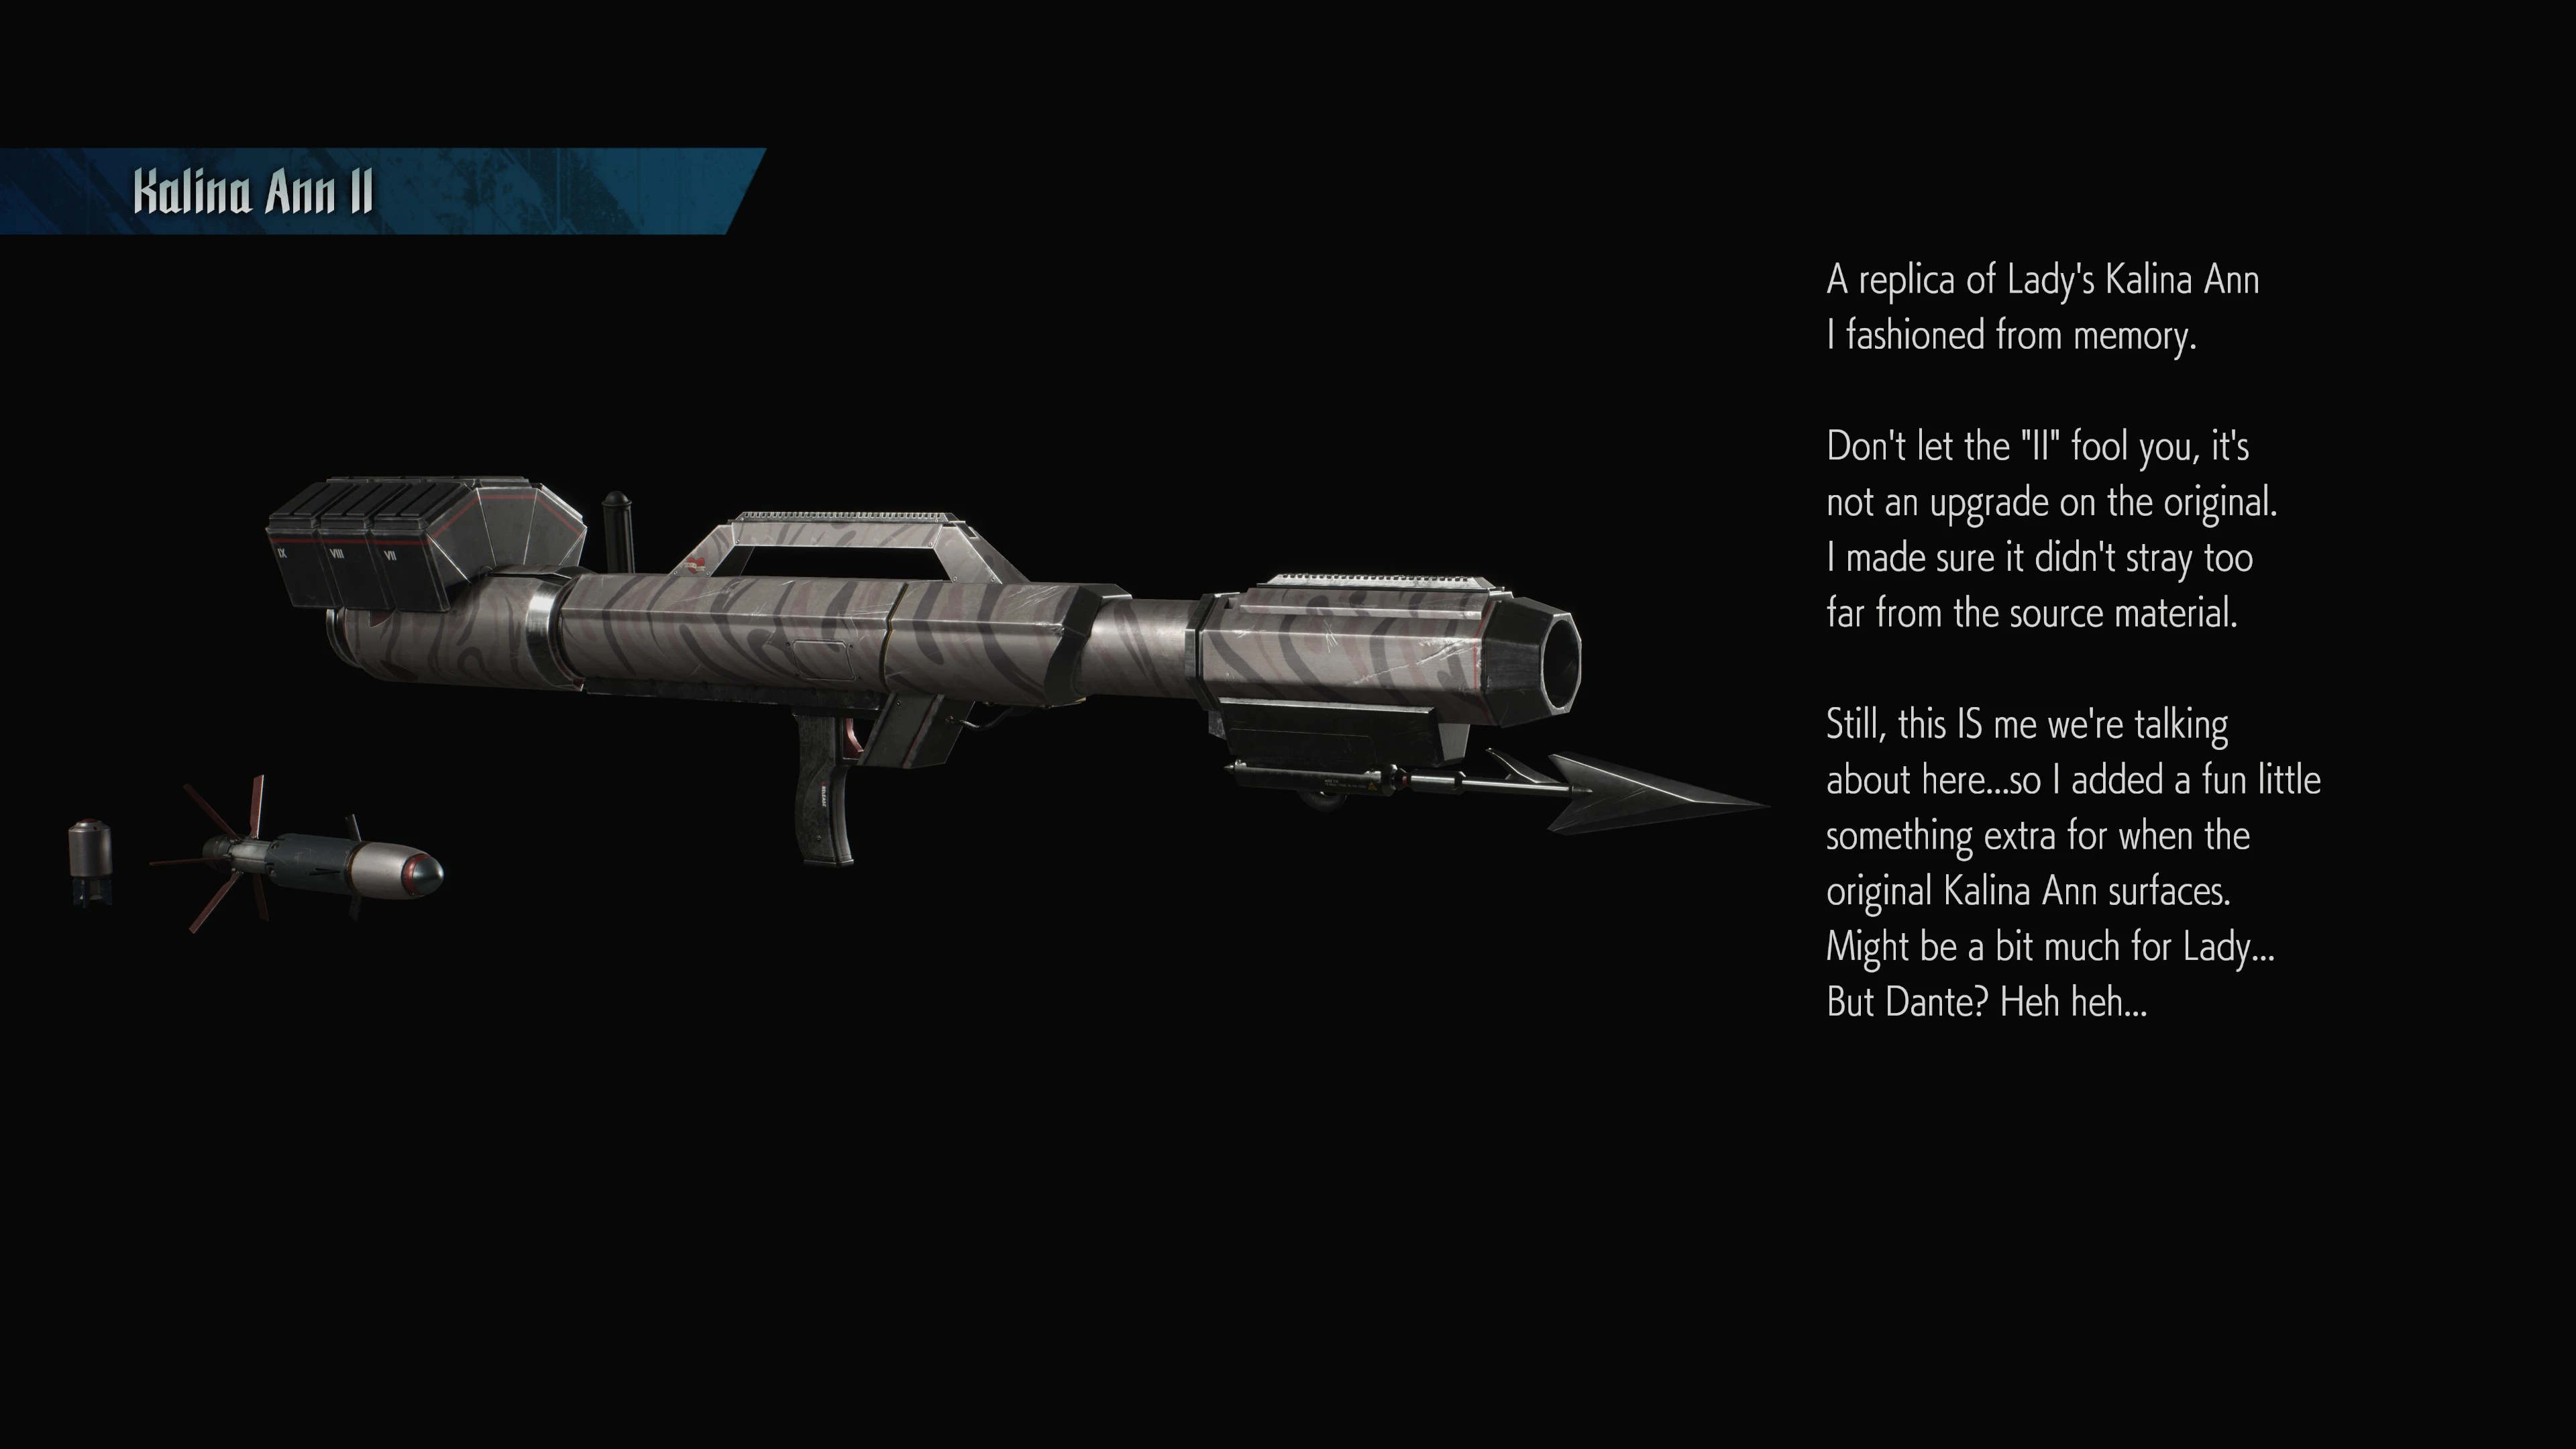 Kalina Ann II
A replica of Lady's Kalina Ann
I fashioned from memory.
Don't let the "II" fool you, it's
not an upgrade on the original.
I made sure it didn't stray too
far from the source material.
Still, this IS me we're talking
about here...so I added a fun little
something extra for when the
original Kalina Ann surfaces.
Might be a bit much for Lady...
But Dante? Heh heh...
IX VIII VII